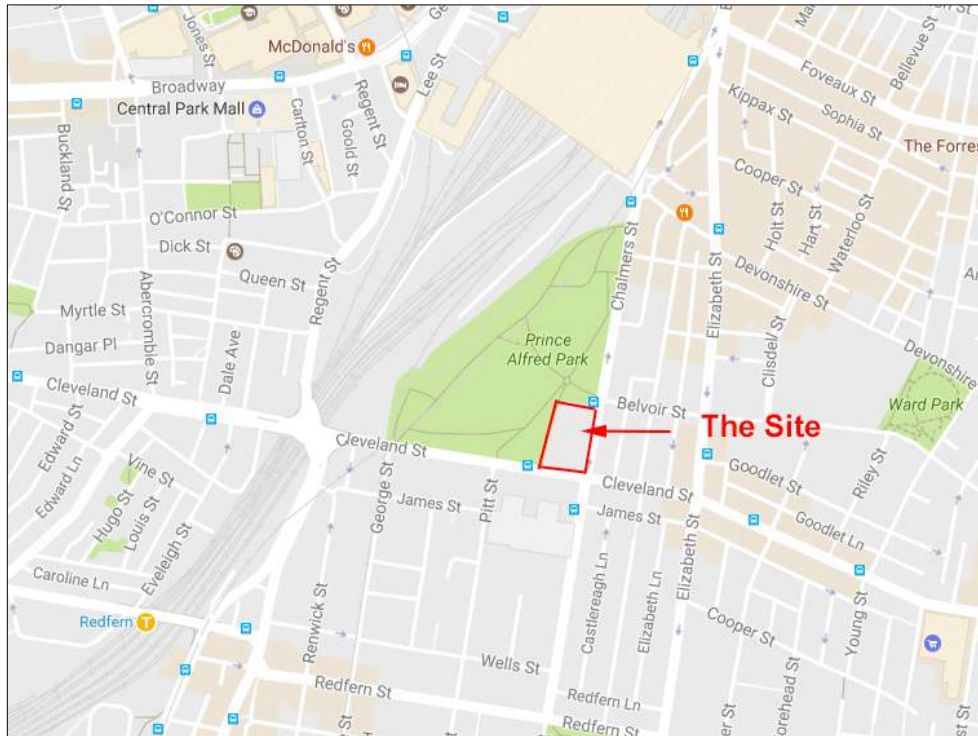 Jones St
McDonald's
Broadway
Central Park Mall
Regent St
Lee St
Carlton St
Goold St
Buckland St
O'Connor St
Dick St
Queen St
Regent St
Abercrombie St
Myrtle St
Dangar Pl
Dale Ave
Cleveland St
Foveaux St
Bellevue St
Kippax St
Sophia St
The Forres
Cooper St
Holt St
Hart St
Waterloo St
Chalmers St
Elizabeth St
Devonshire St
Clisdell St
Devonshire
Prince
Alfred Park
Belvoir St
Ward Park
The Site
Cleveland St
Edward St
Edward Ln
Vine St
Hugo St
Louis St
Eveleigh St
Caroline Ln
Redfern
George St
James St
Pitt St
Cleveland St
James St
Goodlet St
Goodlet Ln
Riley St
Renwick St
Wells St
Castlereagh Ln
Elizabeth Ln
Elizabeth St
Cooper St
Young St
Redfern St
Redfern Ln
Redfern St
orehead St